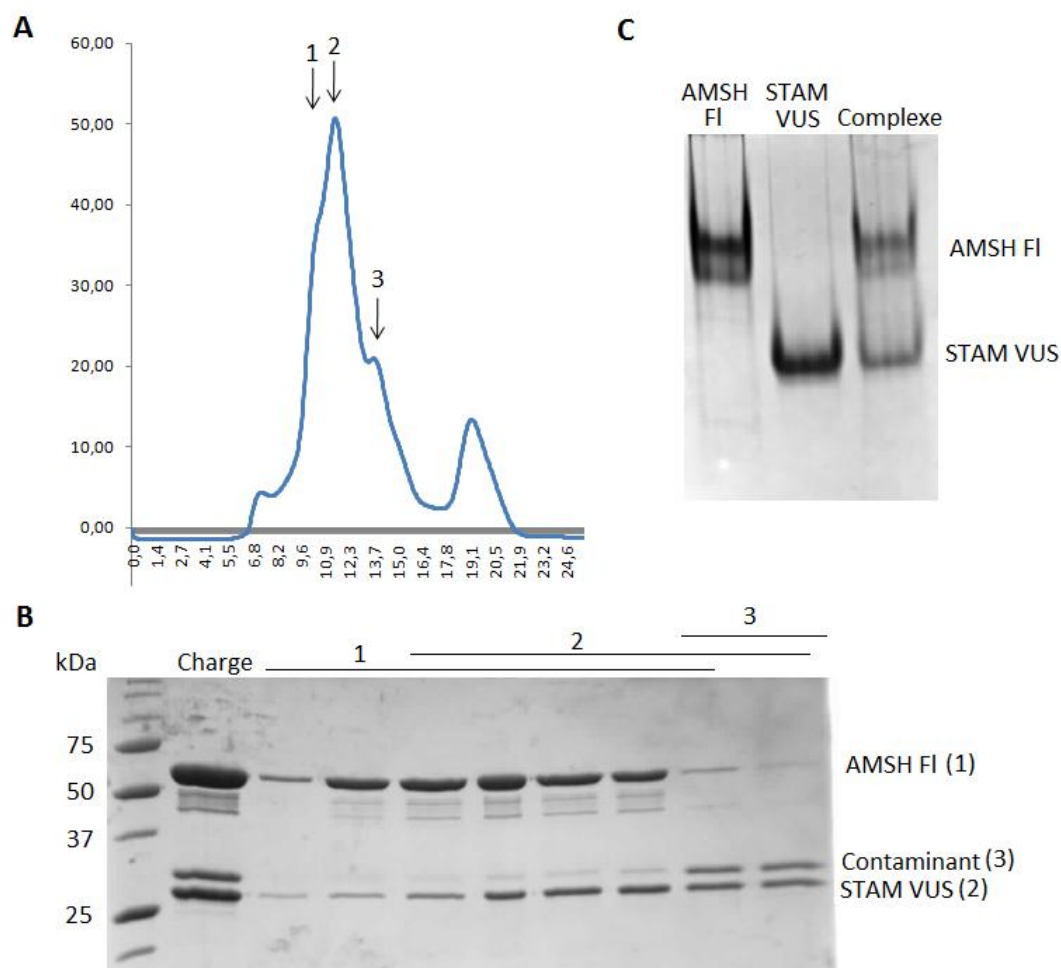 A
60,00
50,00
40,00
30,00
20,00
10,00
0,00
1
2
3
0,0 1,4 2,7 4,1 5,5 6,8 8,2 9,6 10,9 12,3 13,7 15,0 16,4 17,8 19,1 20,5 21,9 23,2 24,6
C
AMSH Fl
STAM VUS
Complexe
AMSH Fl
STAM VUS
B
kDa
Charge
1
2
3
75
50
37
25
AMSH Fl (1)
Contaminant (3)
STAM VUS (2)